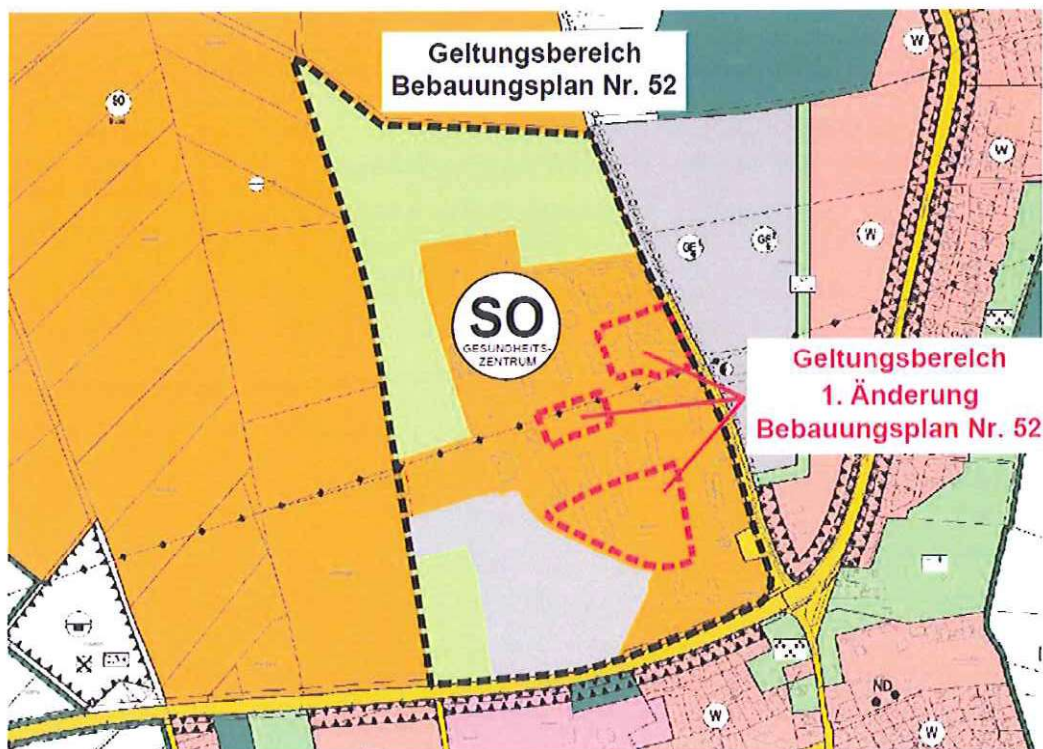 Geltungsbereich
Bebauungsplan Nr. 52
W
SO
W
W
W
GE
GE
SO
GESUNDHEITS-
ZENTRUM
Geltungsbereich
1. Änderung
Bebauungsplan Nr. 52
ND
W
W